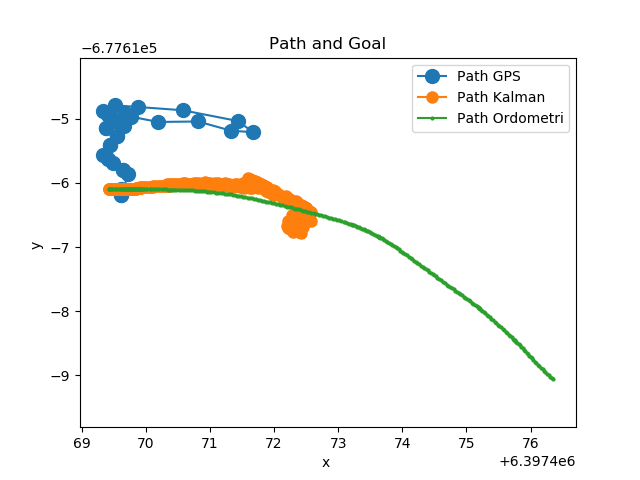 Path and Goal
−6.7761e5
Path GPS
Path Kalman
Path Ordometri
−5
−6
−7
−8
−9
y
69 70 71 72 73 74 75 76
x
+6.3974e6